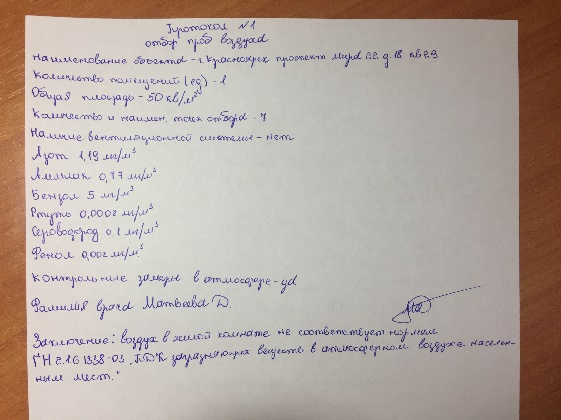 Протокол №1
отбор проб воздуха
Наименование объекта - г. Красноярск проспект Мира д. 18 кв 29
Количество помещений (ед) - 1
Общая площадь - 50 кв/м²
Количество и наимен. точек отбора - 4
Наличие вентиляционной системы - нет
Азот 1,19 мг/м³
Аммиак 0,77 мг/м³
Бензол 5 мг/м³
Ртуть 0,0002 мг/м³
Сероводород 0,1 мг/м³
Фенол 0,002 мг/м³
Контрольные замеры в атмосфере - да
Фамилия врача Матвеева Д.
Заключение: воздух в жилой комнате не соответствует нормам
ГН 2.1.6 1338-03 „ПДК загрязняющих веществ в атмосферном воздухе населен-
ных мест."